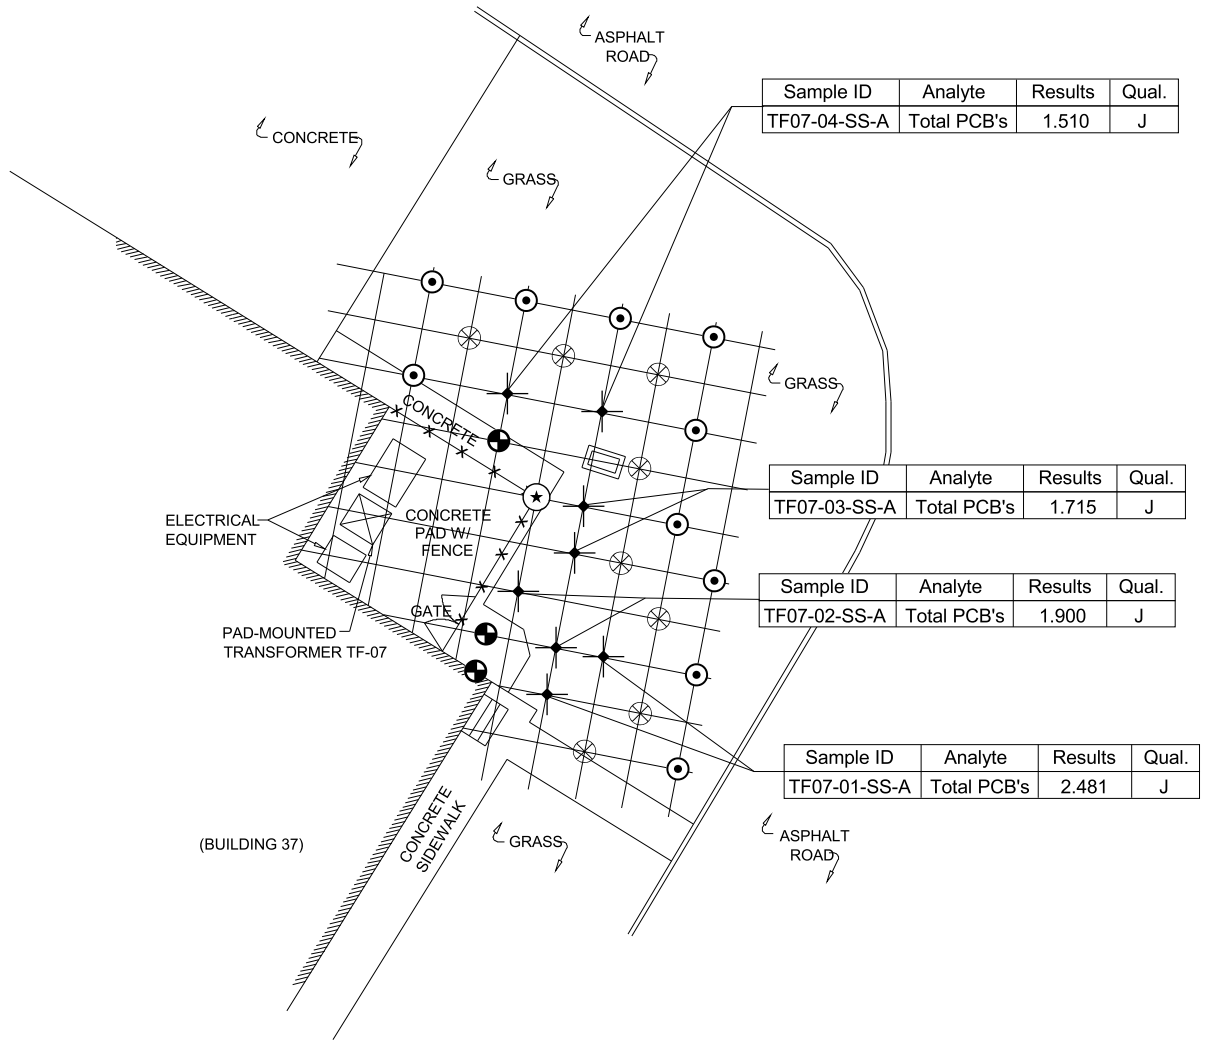 ASPHALT
ROAD
Sample ID Analyte Results Qual.
TF07-04-SS-A Total PCB's 1.510 J
CONCRETE
GRASS
GRASS
CONCRETE
Sample ID Analyte Results Qual.
TF07-03-SS-A Total PCB's 1.715 J
ELECTRICAL
EQUIPMENT
CONCRETE
PAD W/
FENCE
Sample ID Analyte Results Qual.
TF07-02-SS-A Total PCB's 1.900 J
GATE
PAD-MOUNTED
TRANSFORMER TF-07
Sample ID Analyte Results Qual.
TF07-01-SS-A Total PCB's 2.481 J
CONCRETE
SIDEWALK
(BUILDING 37)
GRASS
ASPHALT
ROAD